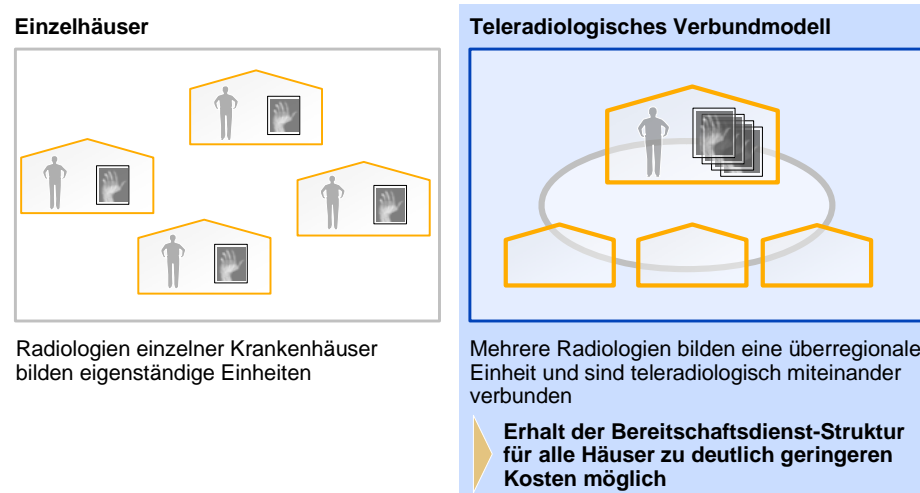 Einzelhäuser
Radiologien einzelner Krankenhäuser
bilden eigenständige Einheiten
Teleradiologisches Verbundmodell
Mehrere Radiologien bilden eine überregionale
Einheit und sind teleradiologisch miteinander
verbunden
Erhalt der Bereitschaftsdienst-Struktur
für alle Häuser zu deutlich geringeren
Kosten möglich